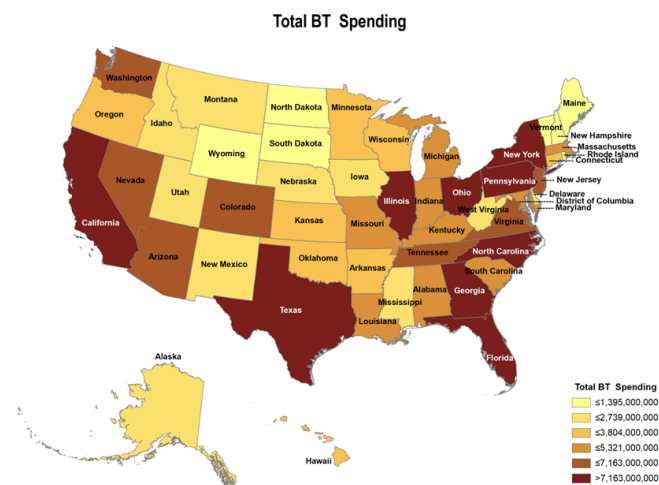 Total BT Spending
Washington
Montana
North Dakota
Minnesota
Maine
Vermont
Oregon
Idaho
South Dakota
Wisconsin
Michigan
New York
New Hampshire
Massachusetts
Rhode Island
Connecticut
Wyoming
Nebraska
Iowa
Pennsylvania
New Jersey
Nevada
Utah
Colorado
Illinois
Indiana
Ohio
Delaware
District of Columbia
Maryland
California
Kansas
Missouri
Kentucky
West Virginia
Virginia
Arizona
New Mexico
Oklahoma
Arkansas
Tennessee
North Carolina
South Carolina
Texas
Louisiana
Mississippi
Alabama
Georgia
Florida
Alaska
Hawaii
Total BT Spending
≤1,395,000,000
≤2,739,000,000
≤3,804,000,000
≤5,321,000,000
≤7,163,000,000
>7,163,000,000